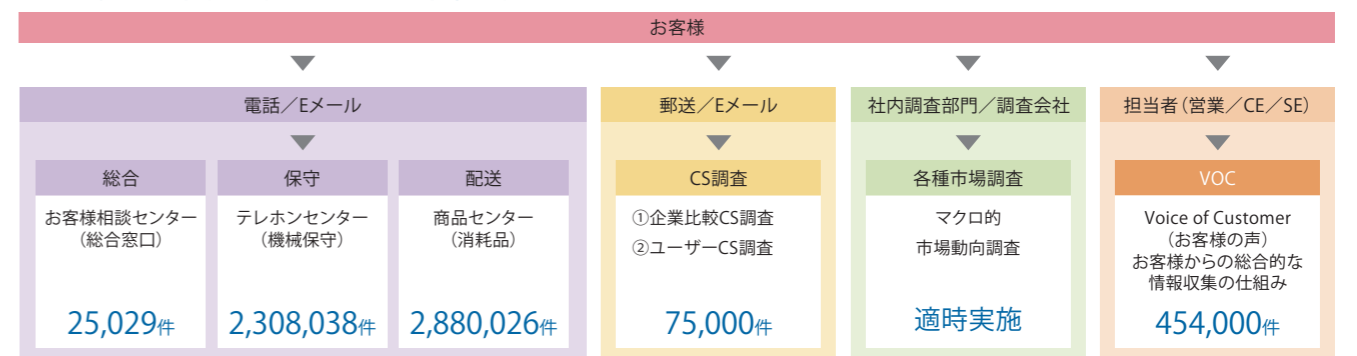 お客様
電話／Eメール
総合
お客様相談センター
（総合窓口）
25,029件
保守
テレホンセンター
（機械保守）
2,308,038件
配送
商品センター
（消耗品）
2,880,026件
郵送／Eメール
CS調査
①企業比較CS調査
②ユーザーCS調査
75,000件
社内調査部門／調査会社
各種市場調査
マクロ的
市場動向調査
適時実施
担当者（営業／CE／SE）
VOC
Voice of Customer
（お客様の声）
お客様からの総合的な
情報収集の仕組み
454,000件